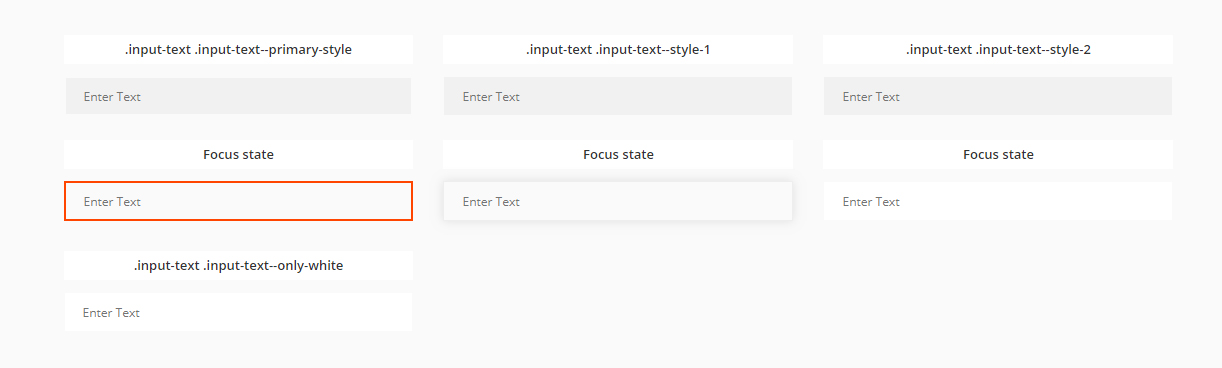 .input-text .input-text--primary-style
.input-text .input-text--style-1
.input-text .input-text--style-2
Enter Text
Enter Text
Enter Text
Focus state
Focus state
Focus state
Enter Text
Enter Text
Enter Text
.input-text .input-text--only-white
Enter Text